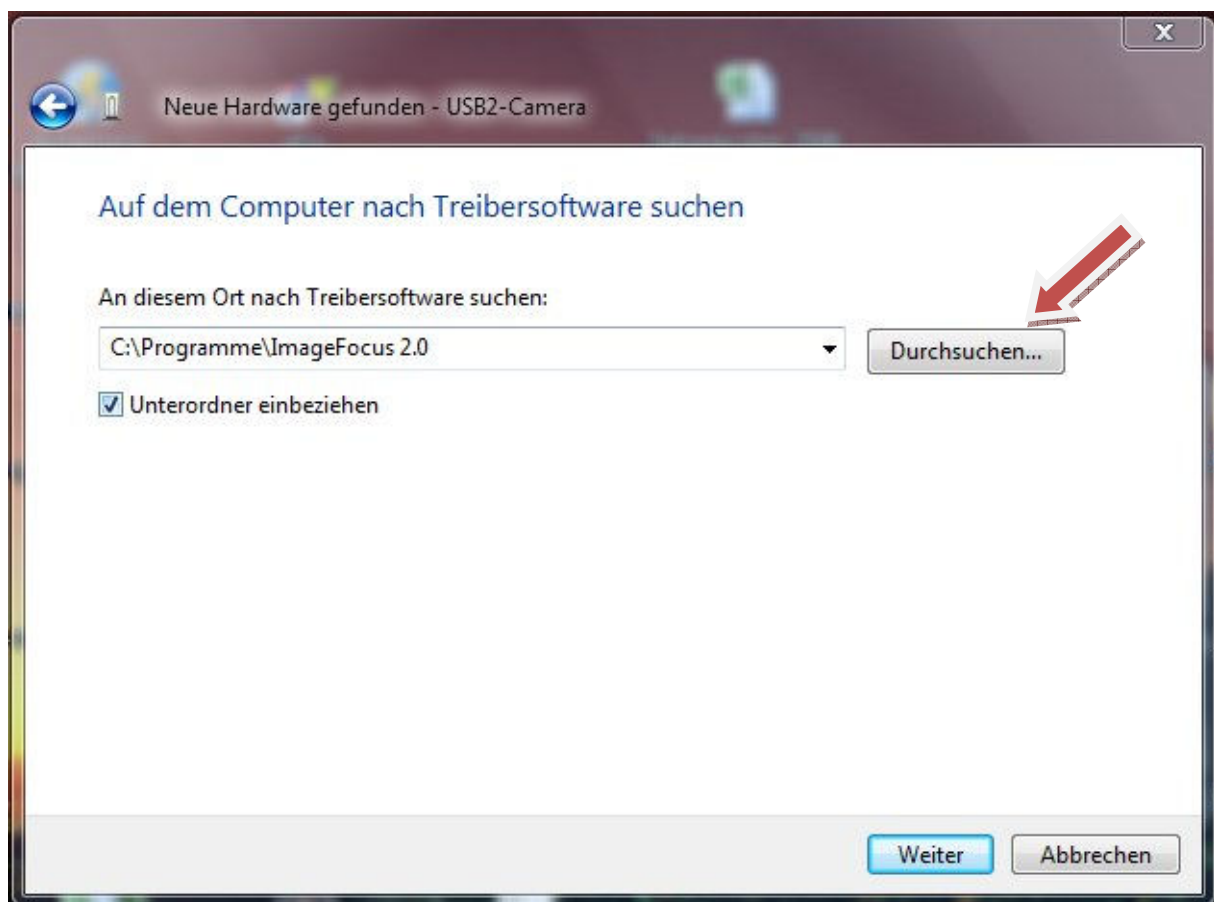 X
Neue Hardware gefunden - USB2-Camera
Auf dem Computer nach Treibersoftware suchen
An diesem Ort nach Treibersoftware suchen:
C:\Programme\ImageFocus 2.0
Durchsuchen...
Unterordner einbeziehen
Weiter
Abbrechen